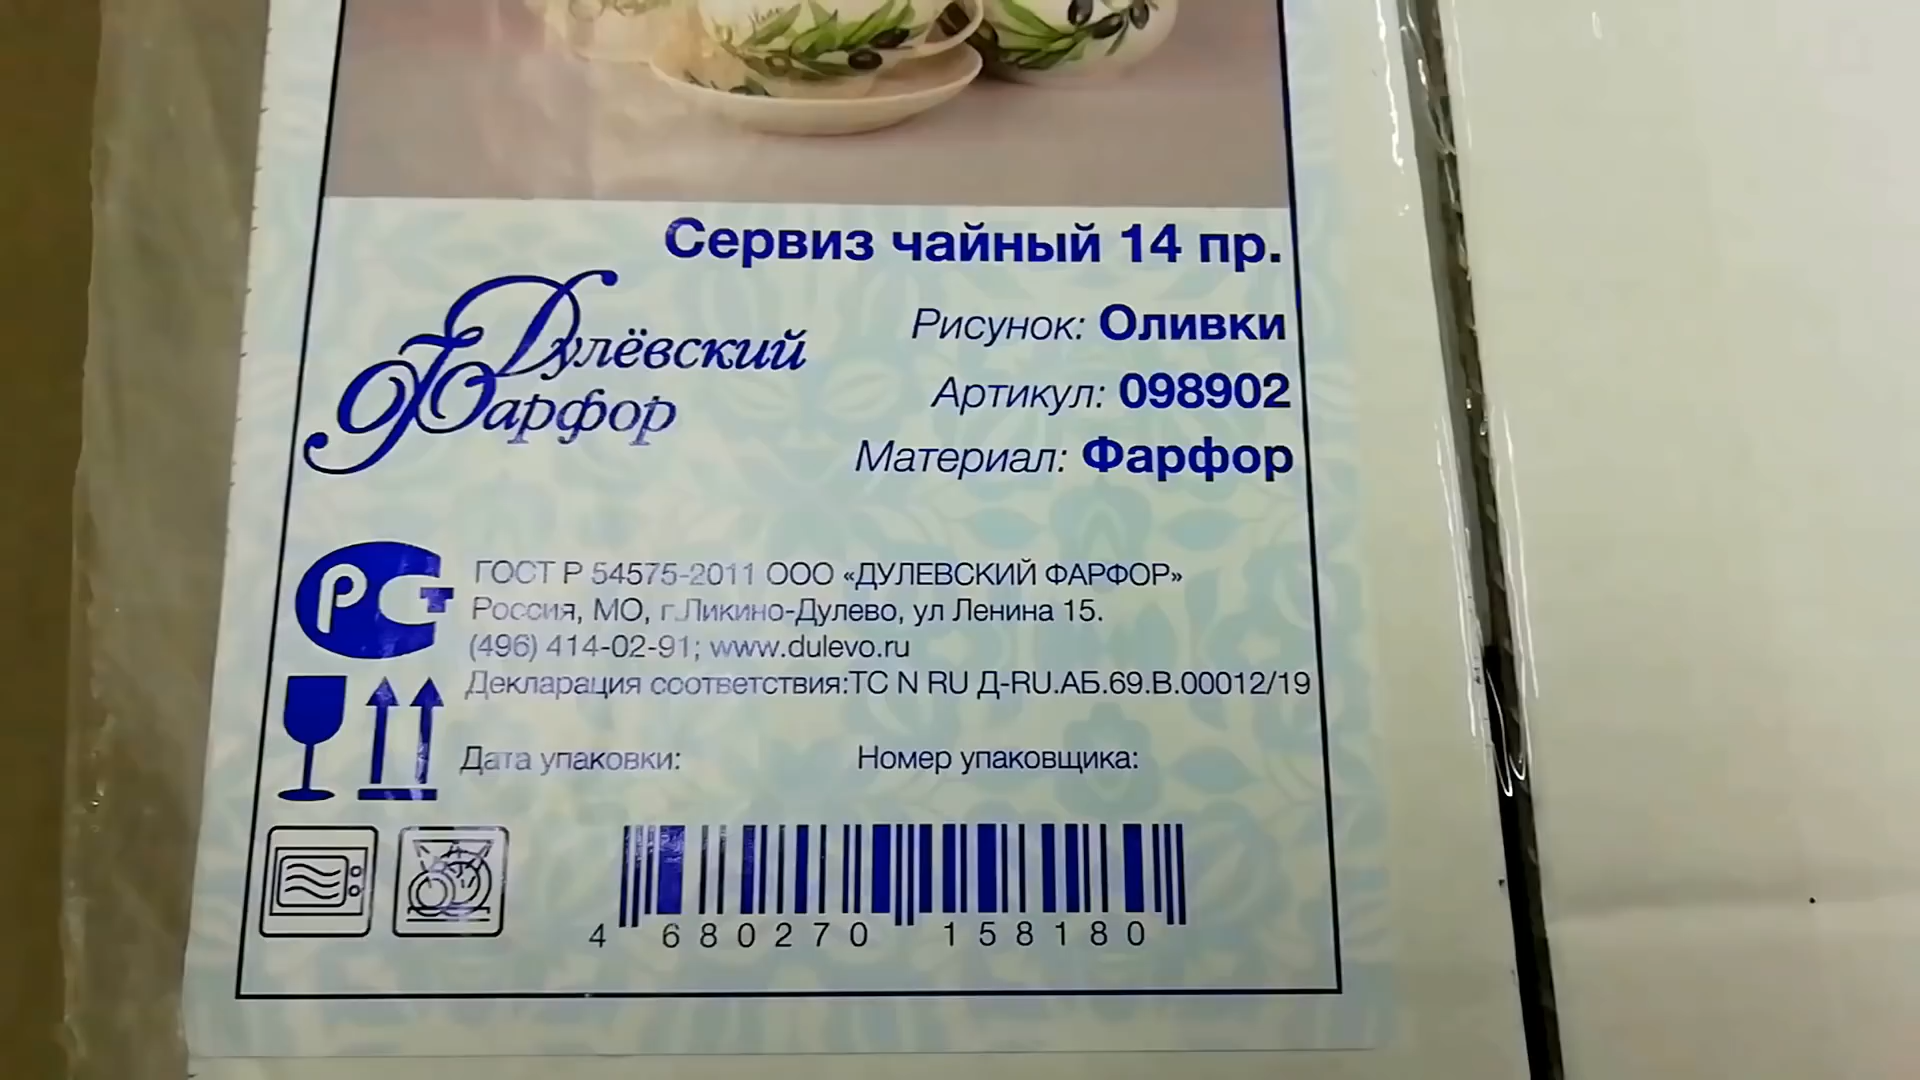 Сервиз чайный 14 пр.
Дулёвский
Фарфор
Рисунок: Оливки
Артикул: 098902
Материал: Фарфор
РСТ
ГОСТ Р 54575-2011 ООО «ДУЛЕВСКИЙ ФАРФОР»
Россия, МО, г.Ликино-Дулево, ул Ленина 15.
(496) 414-02-91; www.dulevo.ru
Декларация соответствия:ТС N RU Д-RU.АБ.69.В.00012/19
Дата упаковки: Номер упаковщика:
4 680270 158180